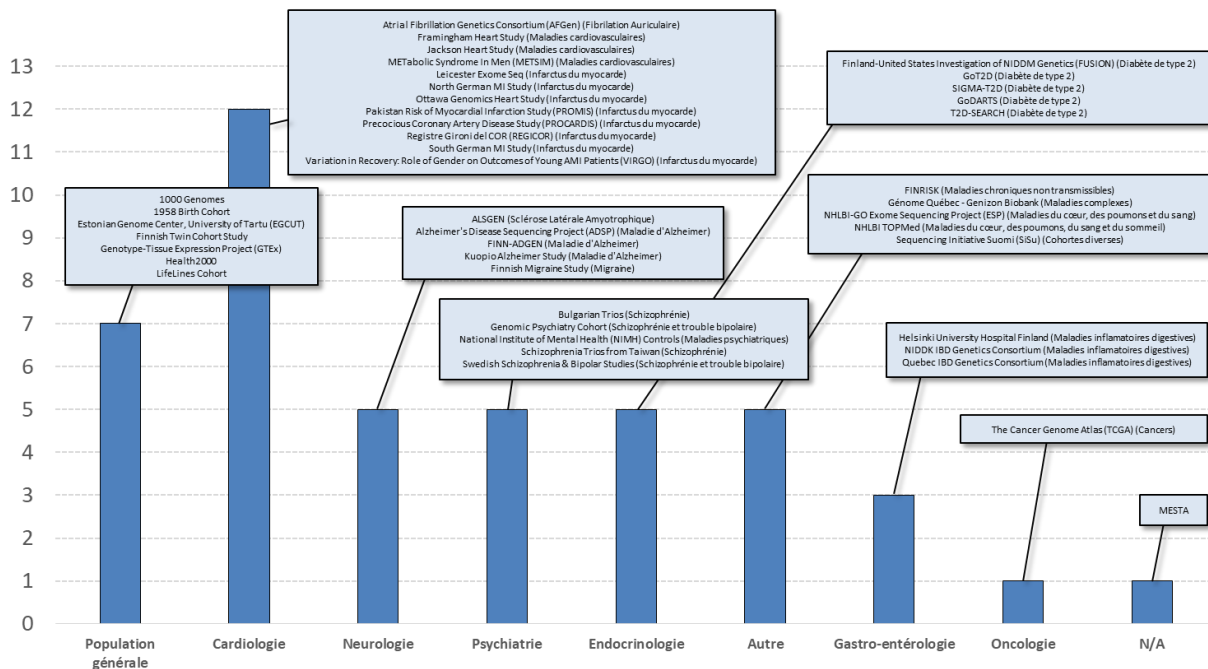 Atrial Fibrillation Genetics Consortium (AFGen) (Fibrilation Auriculaire)
Framingham Heart Study (Maladies cardiovasculaires)
Jackson Heart Study (Maladies cardiovasculaires)
METabolic Syndrome In Men (METSIM) (Maladies cardiovasculaires)
Leicester Exome Seq (Infarctus du myocarde)
North German MI Study (Infarctus du myocarde)
Ottawa Genomics Heart Study (Infarctus du myocarde)
Pakistan Risk of Myocardial Infarction Study (PROMIS) (Infarctus du myocarde)
Precocious Coronary Artery Disease Study (PROCARDIS) (Infarctus du myocarde)
Registre Gironi del COR (REGICOR) (Infarctus du myocarde)
South German MI Study (Infarctus du myocarde)
Variation in Recovery: Role of Gender on Outcomes of Young AMI Patients (VIRGO) (Infarctus du myocarde)
Finland-United States Investigation of NIDDM Genetics (FUSION) (Diabète de type 2)
GoT2D (Diabète de type 2)
SIGMA-T2D (Diabète de type 2)
GoDARTS (Diabète de type 2)
T2D-SEARCH (Diabète de type 2)
1000 Genomes
1958 Birth Cohort
Estonian Genome Center, University of Tartu (EGCUT)
Finnish Twin Cohort Study
Genotype-Tissue Expression Project (GTEx)
Health2000
LifeLines Cohort
ALSGEN (Sclérose Latérale Amyotrophique)
Alzheimer's Disease Sequencing Project (ADSP) (Maladie d'Alzheimer)
FINN-ADGEN (Maladie d'Alzheimer)
Kuopio Alzheimer Study (Maladie d'Alzheimer)
Finnish Migraine Study (Migraine)
FINRISK (Maladies chroniques non transmissibles)
Génome Québec - Genizon Biobank (Maladies complexes)
NHLBI-GO Exome Sequencing Project (ESP) (Maladies du cœur, des poumons et du sang)
NHLBI TOPMed (Maladies du cœur, des poumons, du sang et du sommeil)
Sequencing Initiative Suomi (SiSu) (Cohortes diverses)
Bulgarian Trios (Schizophrénie)
Genomic Psychiatry Cohort (Schizophrénie et trouble bipolaire)
National Institute of Mental Health (NIMH) Controls (Maladies psychiatriques)
Schizophrenia Trios from Taiwan (Schizophrénie)
Swedish Schizophrenia & Bipolar Studies (Schizophrénie et trouble bipolaire)
Helsinki University Hospital Finland (Maladies inflamatoires digestives)
NIDDK IBD Genetics Consortium (Maladies inflamatoires digestives)
Quebec IBD Genetics Consortium (Maladies inflamatoires digestives)
The Cancer Genome Atlas (TCGA) (Cancers)
MESTA
13
12
11
10
9
8
7
6
5
4
3
2
1
0
Population générale
Cardiologie
Neurologie
Psychiatrie
Endocrinologie
Autre
Gastro-entérologie
Oncologie
N/A